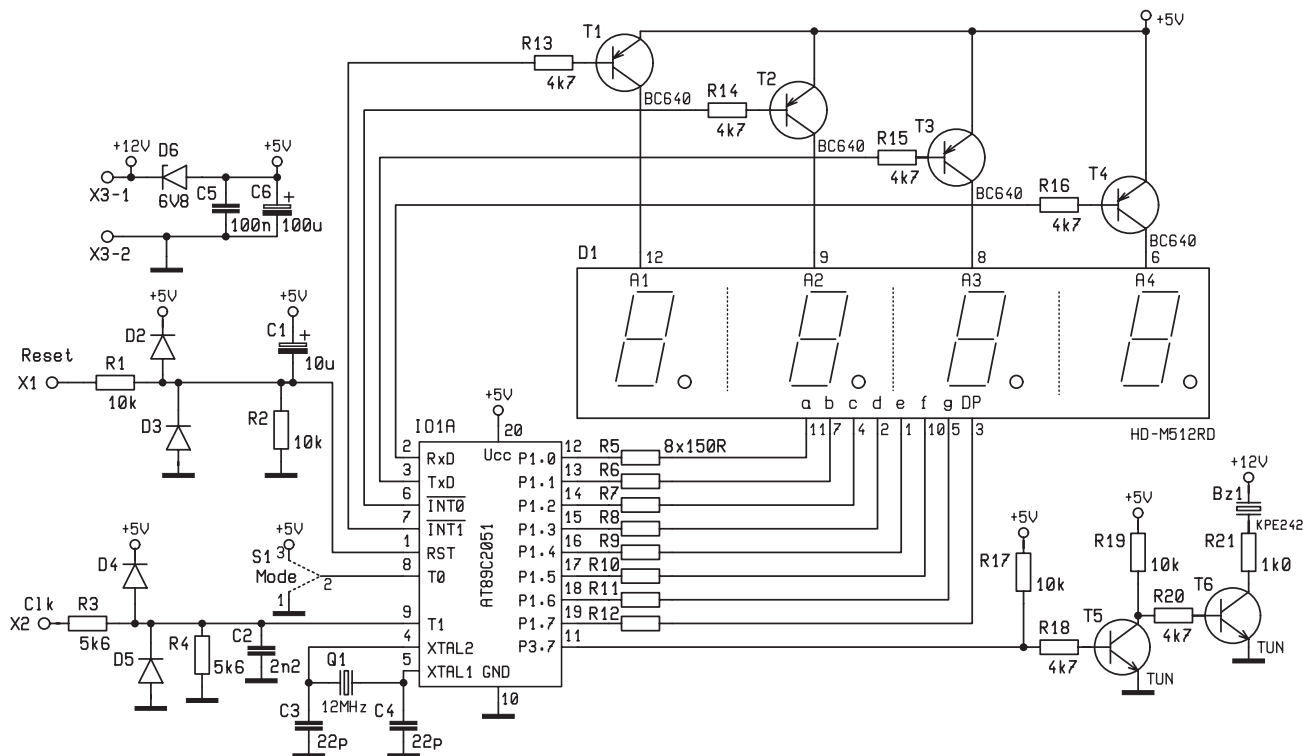 +5V
T1
R13
4k7
BC640
T2
R14
4k7
BC640
T3
R15
4k7
BC640
T4
R16
4k7
BC640
+12V
D6
+5V
X3-1
6V8
C5
C6
+
100n
100u
X3-2
D1
12
9
8
6
A1
A2
A3
A4
a b c d e f g DP
11 7 4 2 1 10 5 3
HD-M512RD
+5V
+5V
D2
C1
+
10u
Reset
X1
R1
10k
D3
R2
10k
IO1A
+5V
20
Ucc
2
RxD
3
TxD
6
INT0
7
INT1
1
RST
8
T0
9
T1
4
XTAL2
5
XTAL1
GND
10
AT89C2051
P1.0
12
R5
8x150R
P1.1
13
R6
P1.2
14
R7
P1.3
15
R8
P1.4
16
R9
P1.5
17
R10
P1.6
18
R11
P1.7
19
R12
P3.7
11
+5V
S1
3
Mode
2
1
+5V
D4
Clk
X2
R3
5k6
D5
R4
5k6
C2
2n2
Q1
12MHz
C3
22p
C4
22p
+5V
R17
10k
R18
4k7
+5V
R19
10k
T5
TUN
R20
4k7
+12V
Bz1
KPE242
R21
1k0
T6
TUN